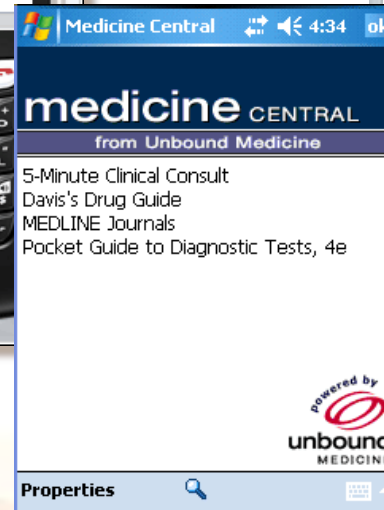 Medicine Central 4:34 ok
medicine CENTRAL
from Unbound Medicine
5-Minute Clinical Consult
Davis's Drug Guide
MEDLINE Journals
Pocket Guide to Diagnostic Tests, 4e
powered by
unbound
MEDICINE
Properties